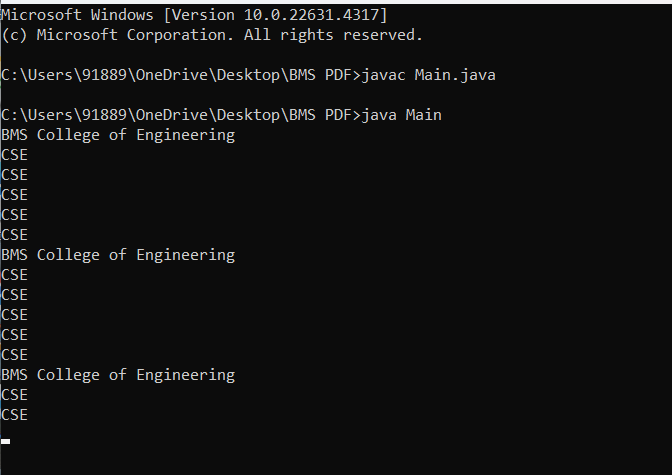 Microsoft Windows [Version 10.0.22631.4317]
(c) Microsoft Corporation. All rights reserved.
C:\Users\91889\OneDrive\Desktop\BMS PDF>javac Main.java
C:\Users\91889\OneDrive\Desktop\BMS PDF>java Main
BMS College of Engineering
CSE
CSE
CSE
CSE
CSE
BMS College of Engineering
CSE
CSE
CSE
CSE
CSE
BMS College of Engineering
CSE
CSE